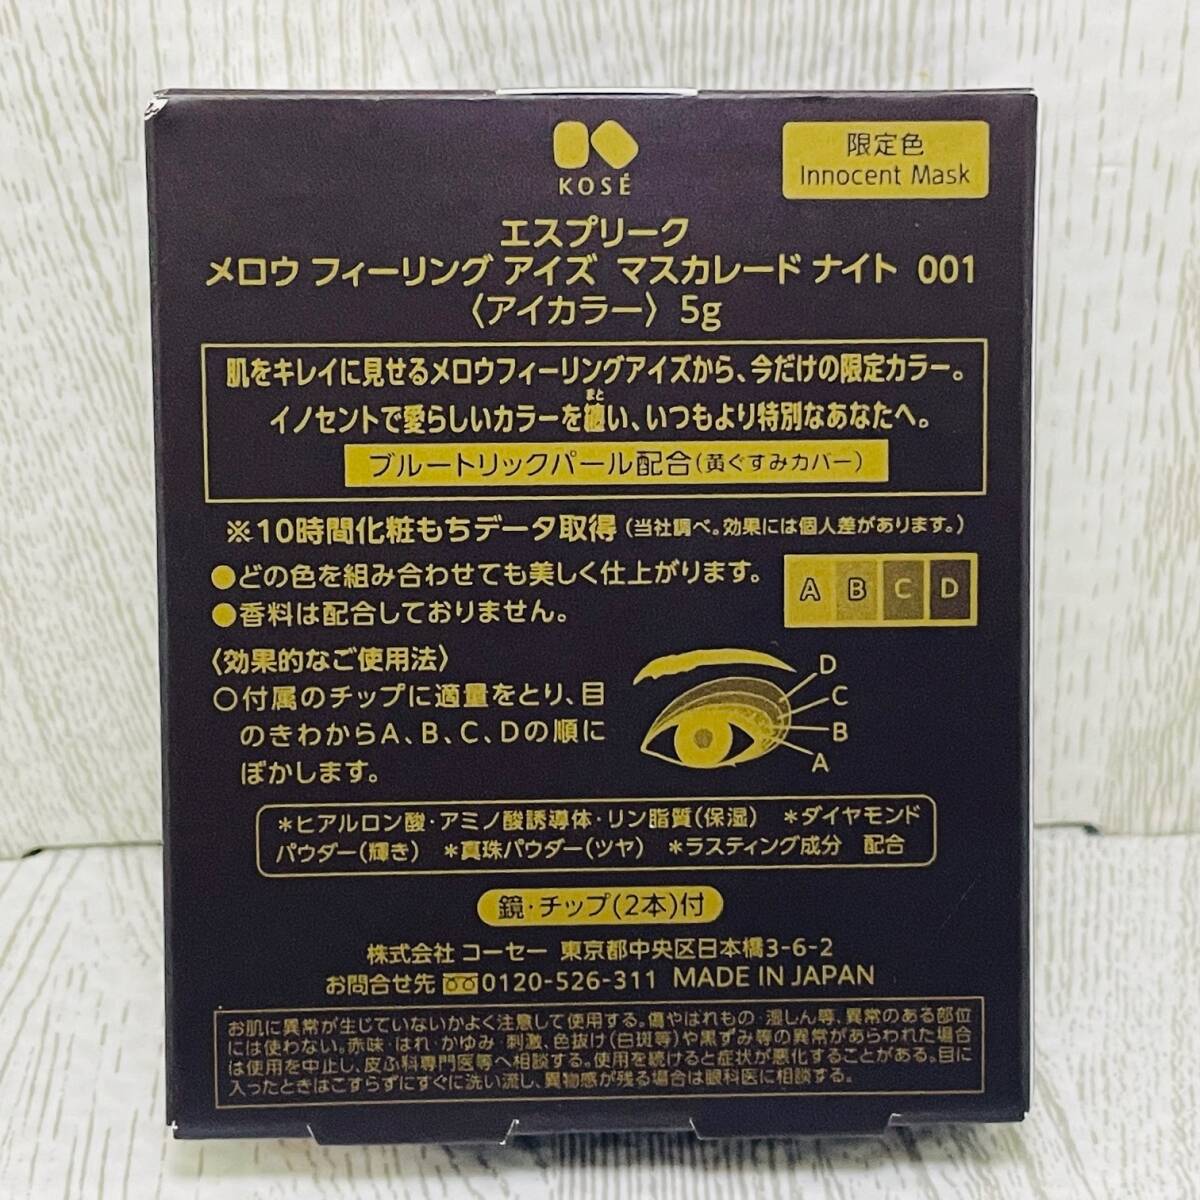 KOSÉ
限定色
Innocent Mask
エスプリーク
メロウ フィーリング アイズ マスカレード ナイト 001
〈アイカラー〉 5g
肌をキレイに見せるメロウフィーリングアイズから、今だけの限定カラー。
まと
イノセントで愛らしいカラーを纏い、いつもより特別なあなたへ。
ブルートリックパール配合(黄ぐすみカバー)
※10時間化粧もちデータ取得(当社調べ。効果には個人差があります。)
●どの色を組み合わせても美しく仕上がります。
●香料は配合しておりません。
A B C D
〈効果的なご使用法〉
○付属のチップに適量をとり、目
のきわからA、B、C、Dの順に
ぼかします。
D
C
B
A
*ヒアルロン酸・アミノ酸誘導体・リン脂質(保湿) *ダイヤモンド
パウダー(輝き) *真珠パウダー(ツヤ) *ラスティング成分 配合
鏡・チップ(2本)付
株式会社 コーセー 東京都中央区日本橋3-6-2
お問合せ先 0120-526-311 MADE IN JAPAN
お肌に異常が生じていないかよく注意して使用する。傷やはれもの・湿しん等、異常のある部位
には使わない。赤味・はれ・かゆみ・刺激、色抜け(白斑等)や黒ずみ等の異常があらわれた場合
は使用を中止し、皮ふ科専門医等へ相談する。使用を続けると症状が悪化することがある。目に
入ったときはこすらずにすぐに洗い流し、異物感が残る場合は眼科医に相談する。